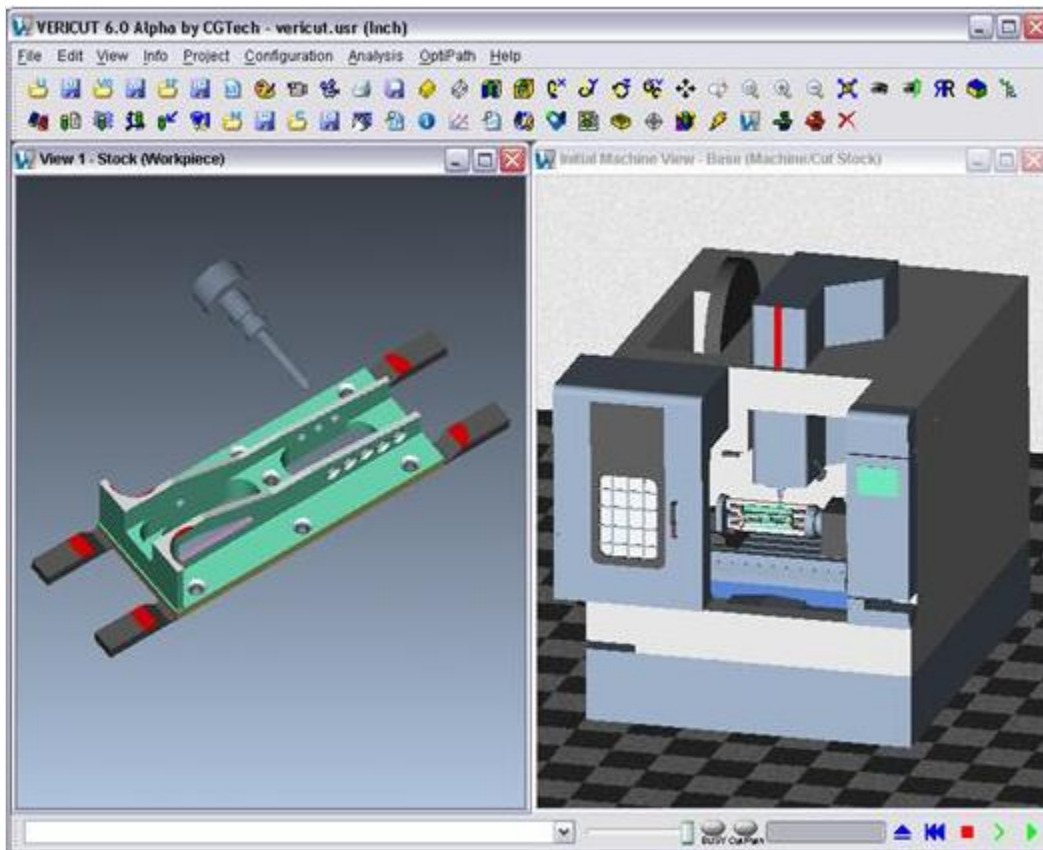 VERICUT 6.0 Alpha by CGTech - vericut.usr (Inch)
File Edit View Info Project Configuration Analysis OptiPath Help
View 1 - Stock (Workpiece)
Initial Machine View - Base (Machine/Cut Stock)
BUSY